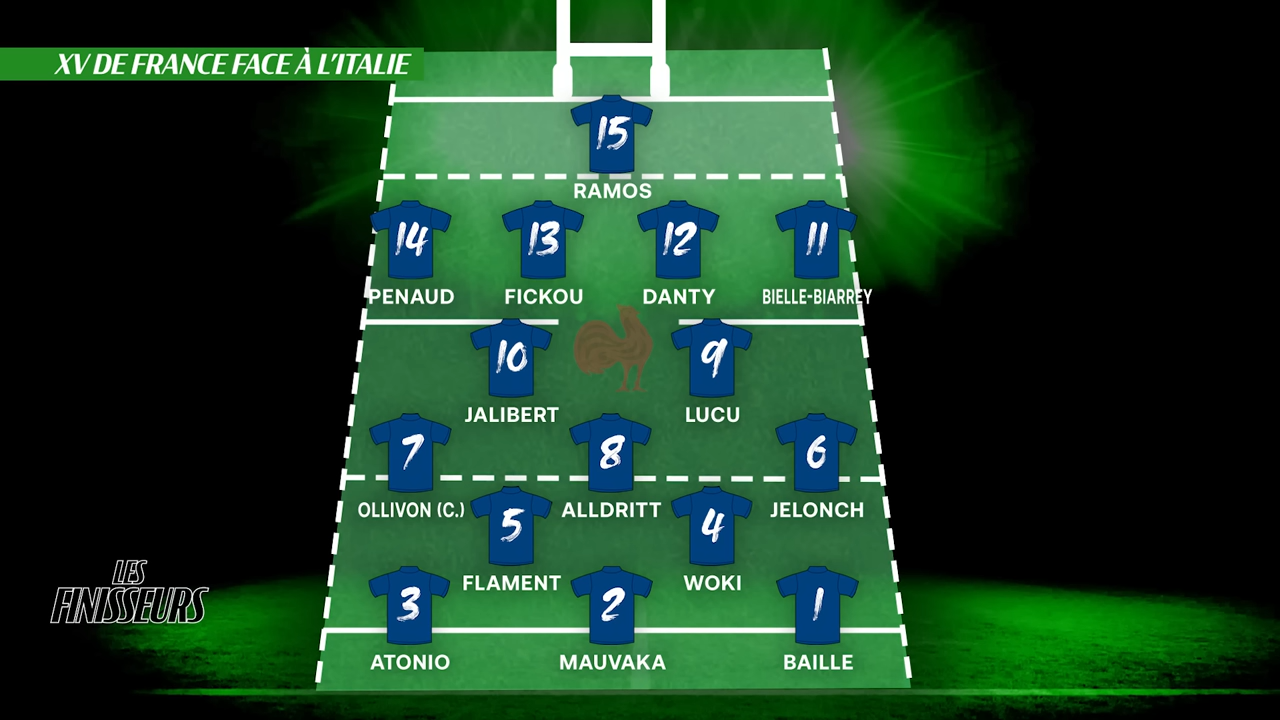 XV DE FRANCE FACE À L'ITALIE
15
RAMOS
14 13 12 11
PENAUD FICKOU DANTY BIELLE-BIARREY
10 9
JALIBERT LUCU
7 8 6
OLLIVON (C.) ALLDRITT JELONCH
5 4
FLAMENT WOKI
LES
FINISSEURS
3 2 1
ATONIO MAUVAKA BAILLE